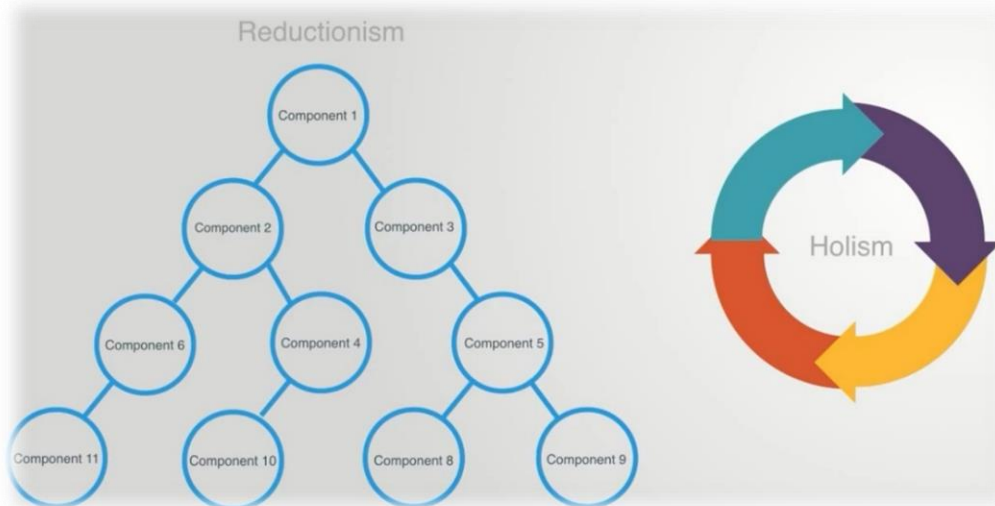 Reductionism
Component 1
Component 2
Component 3
Holism
Component 6
Component 4
Component 5
Component 11
Component 10
Component 8
Component 9